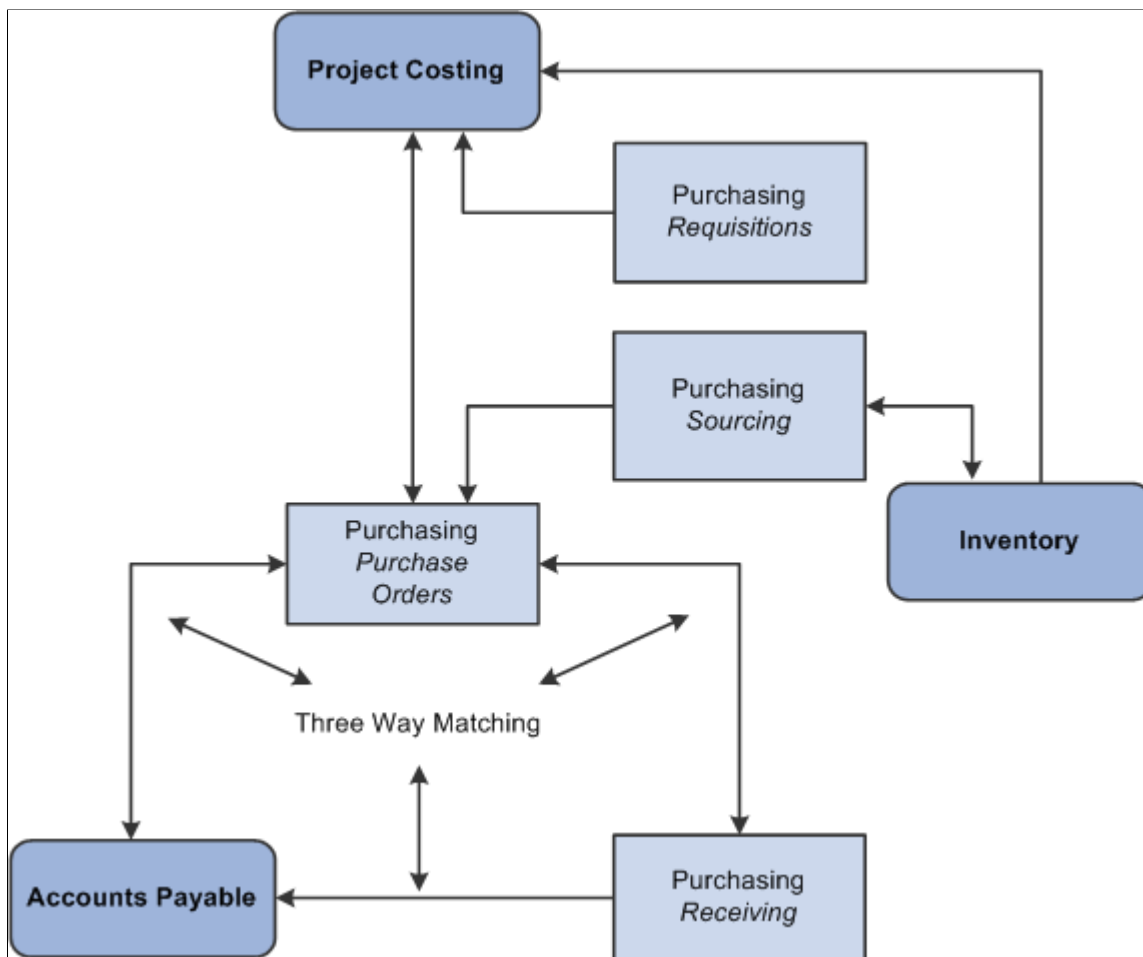 Project Costing
Purchasing
Requisitions
Purchasing
Sourcing
Purchasing
Purchase
Orders
Inventory
Three Way Matching
Accounts Payable
Purchasing
Receiving